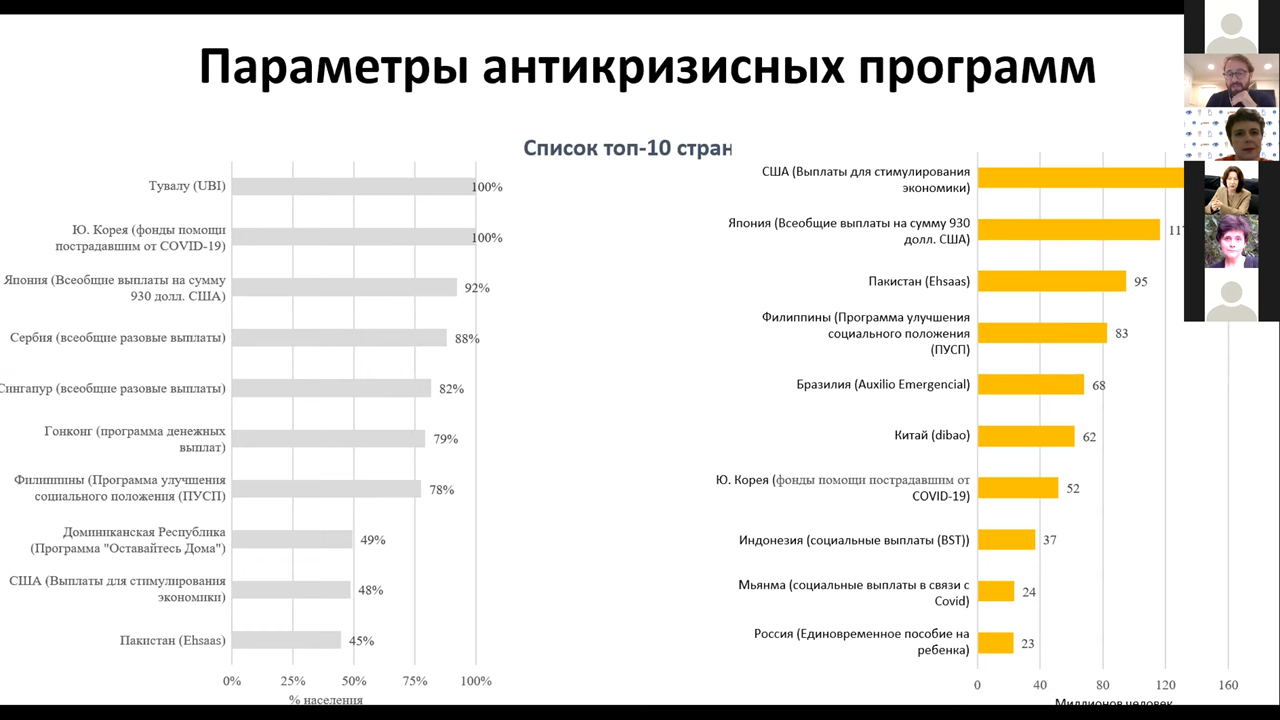 Параметры антикризисных программ
Список топ-10 стран
Тувалу (UBI)
100%
Ю. Корея (фонды помощи
пострадавшим от COVID-19)
100%
Япония (Всеобщие выплаты на сумму
930 долл. США)
92%
Сербия (всеобщие разовые выплаты)
88%
Сингапур (всеобщие разовые выплаты)
82%
Гонконг (программа денежных
выплат)
79%
Филиппины (Программа улучшения
социального положения (ПУСП)
78%
Доминиканская Республика
(Программа "Оставайтесь Дома")
49%
США (Выплаты для стимулирования
экономики)
48%
Пакистан (Ehsaas)
45%
0% 25% 50% 75% 100%
% населения
США (Выплаты для стимулирования
экономики)
Япония (Всеобщие выплаты на сумму 930
долл. США)
Пакистан (Ehsaas)
95
Филиппины (Программа улучшения
социального положения
(ПУСП)
83
Бразилия (Auxilio Emergencial)
68
Китай (dibao)
62
Ю. Корея (фонды помощи пострадавшим от
COVID-19)
52
Индонезия (социальные выплаты (BST))
37
Мьянма (социальные выплаты в связи с
Covid)
24
Россия (Единовременное пособие на
ребенка)
23
0 40 80 120 160
Миллионов человек